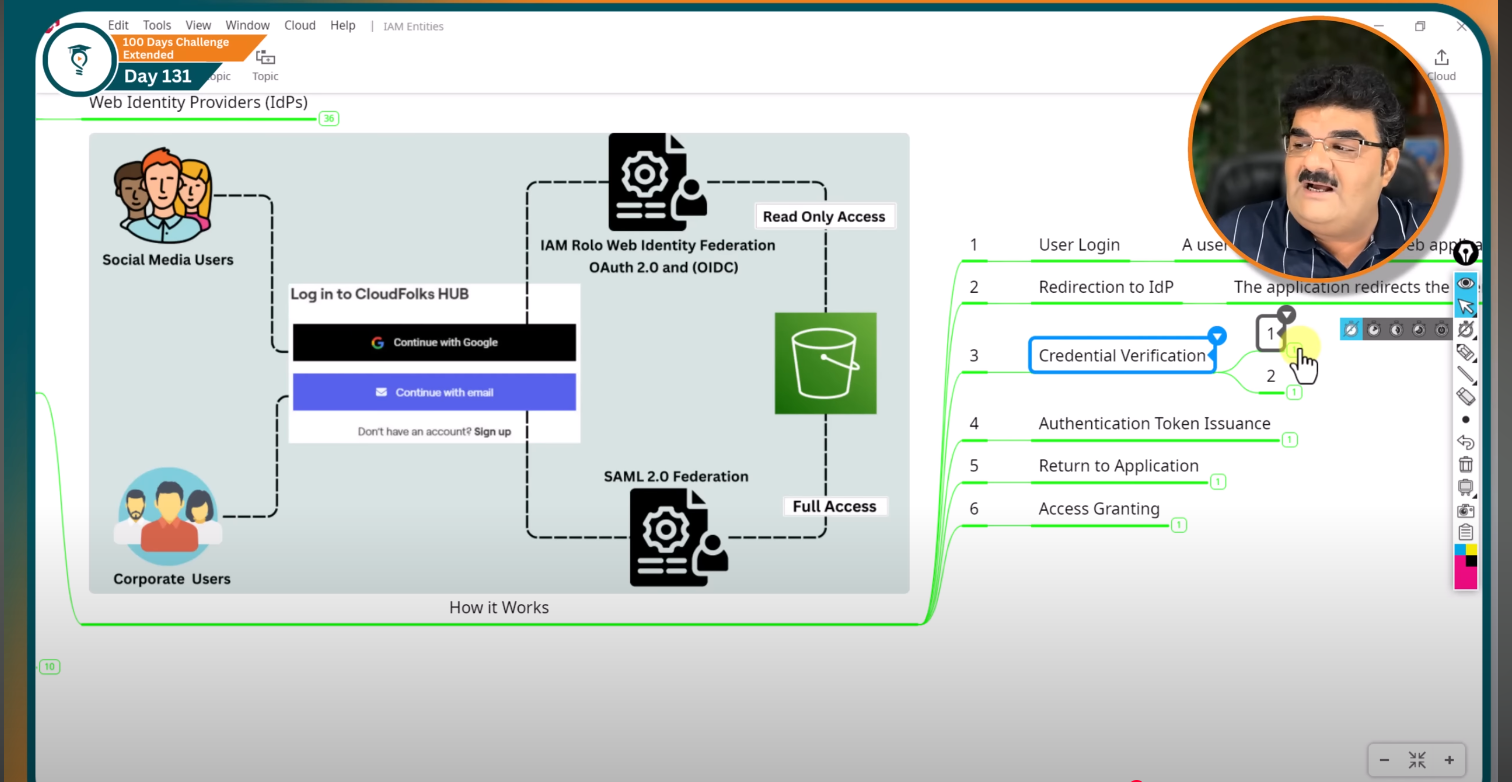 Edit Tools View Window Cloud Help | IAM Entities
100 Days Challenge
Extended
Day 131
opic
Topic
Cloud
Web Identity Providers (IdPs)
36
Social Media Users
IAM Rolo Web Identity Federation
OAuth 2.0 and (OIDC)
Read Only Access
Log in to CloudFolks HUB
G Continue with Google
Continue with email
Don't have an account? Sign up
SAML 2.0 Federation
Full Access
Corporate Users
How it Works
10
1 User Login A user eb applica
2 Redirection to IdP The application redirects the
3 Credential Verification
1
2
1
4 Authentication Token Issuance
1
5 Return to Application
1
6 Access Granting
1